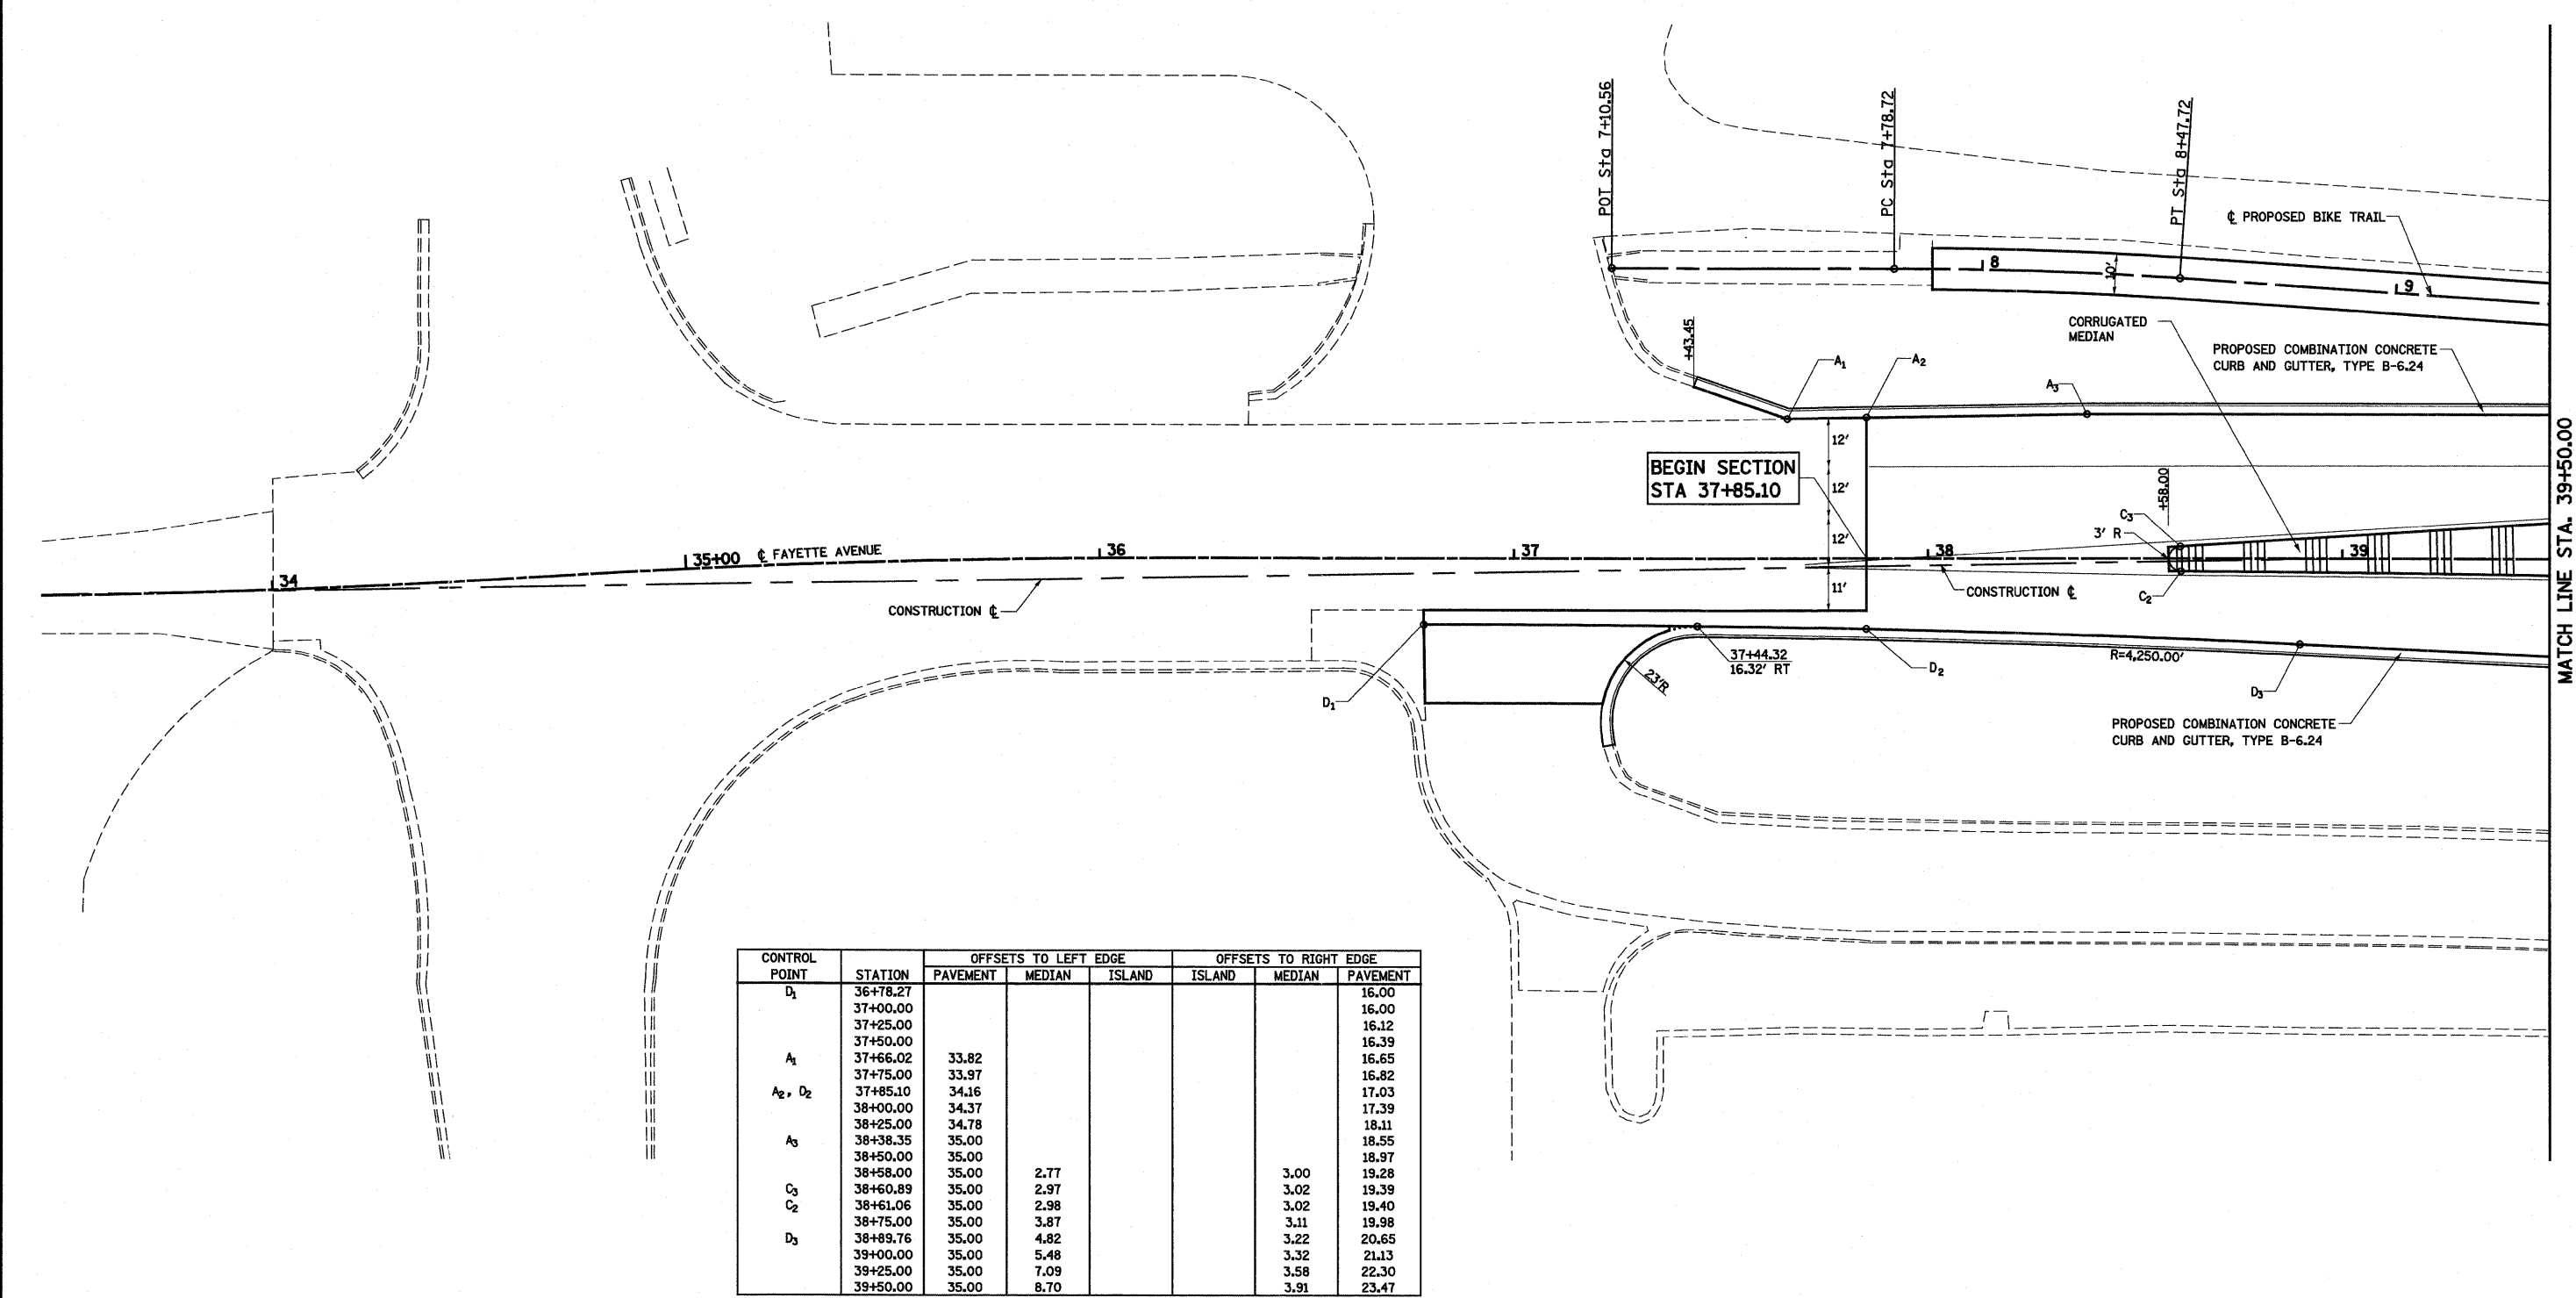 POT Sta 7+10.56
PC Sta 7+78.72
PT Sta 8+47.72
℄ PROPOSED BIKE TRAIL
8
10'
9
+43.45
CORRUGATED
MEDIAN
PROPOSED COMBINATION CONCRETE
CURB AND GUTTER, TYPE B-6.24
A₁
A₂
A₃
12'
BEGIN SECTION
STA 37+85.10
12'
+58.00
C₃
3' R
12'
34
35+00
℄ FAYETTE AVENUE
36
37
38
39
11'
CONSTRUCTION ℄
CONSTRUCTION ℄
C₂
MATCH LINE STA. 39+50.00
37+44.32
16.32' RT
23'R
D₁
D₂
R=4,250.00'
D₃
PROPOSED COMBINATION CONCRETE
CURB AND GUTTER, TYPE B-6.24
CONTROL POINT STATION OFFSETS TO LEFT EDGE OFFSETS TO RIGHT EDGE
PAVEMENT MEDIAN ISLAND ISLAND MEDIAN PAVEMENT
D₁ 36+78.27 16.00
37+00.00 16.00
37+25.00 16.12
37+50.00 16.39
A₁ 37+66.02 33.82 16.65
37+75.00 33.97 16.82
A₂, D₂ 37+85.10 34.16 17.03
38+00.00 34.37 17.39
38+25.00 34.78 18.11
A₃ 38+38.35 35.00 18.55
38+50.00 35.00 18.97
38+58.00 35.00 2.77 3.00 19.28
C₃ 38+60.89 35.00 2.97 3.02 19.39
C₂ 38+61.06 35.00 2.98 3.02 19.40
38+75.00 35.00 3.87 3.11 19.98
D₃ 38+89.76 35.00 4.82 3.22 20.65
39+00.00 35.00 5.48 3.32 21.13
39+25.00 35.00 7.09 3.58 22.30
39+50.00 35.00 8.70 3.91 23.47